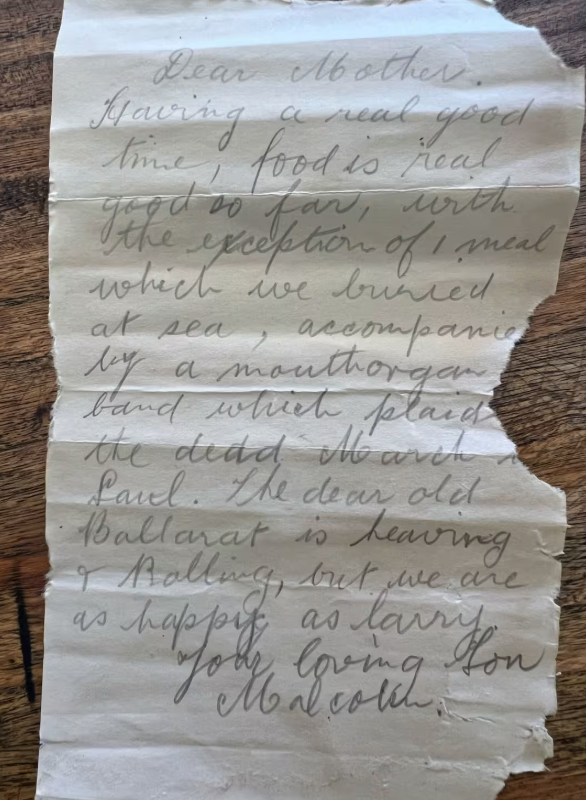 Dear Mother.
Having a real good
time, food is real
good so far, with
the exception of 1 meal
which we buried
at sea, accompanie
by a mouthorgan
band which plaid
the dead March
Saul. The dear old
Ballarat is heaving
& Rolling, but we are
as happy as larry.
Your loving Son
Malcolm.